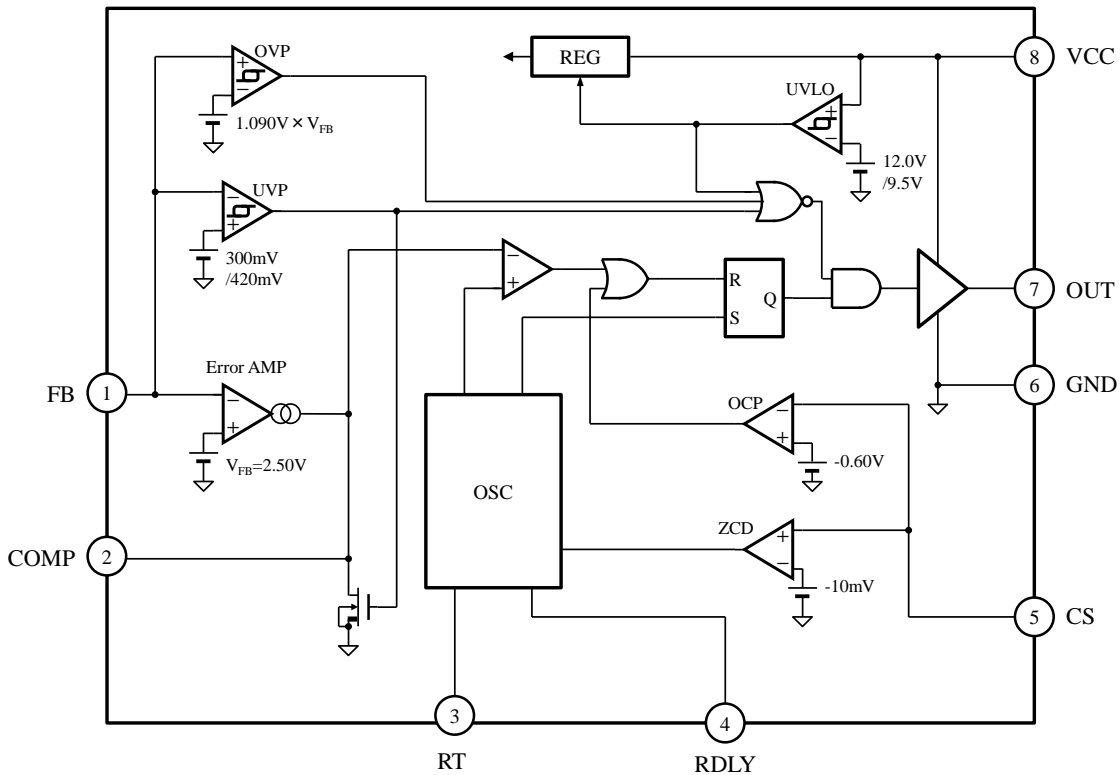 OVP
+
−
1.090V × VFB
REG
8
VCC
UVLO
+
−
12.0V
/9.5V
UVP
−
+
300mV
/420mV
−
+
R
S
Q
7
OUT
Error AMP
FB
1
−
+
VFB=2.50V
6
GND
OCP
−
+
-0.60V
OSC
ZCD
+
−
-10mV
COMP
2
5
CS
3
RT
4
RDLY